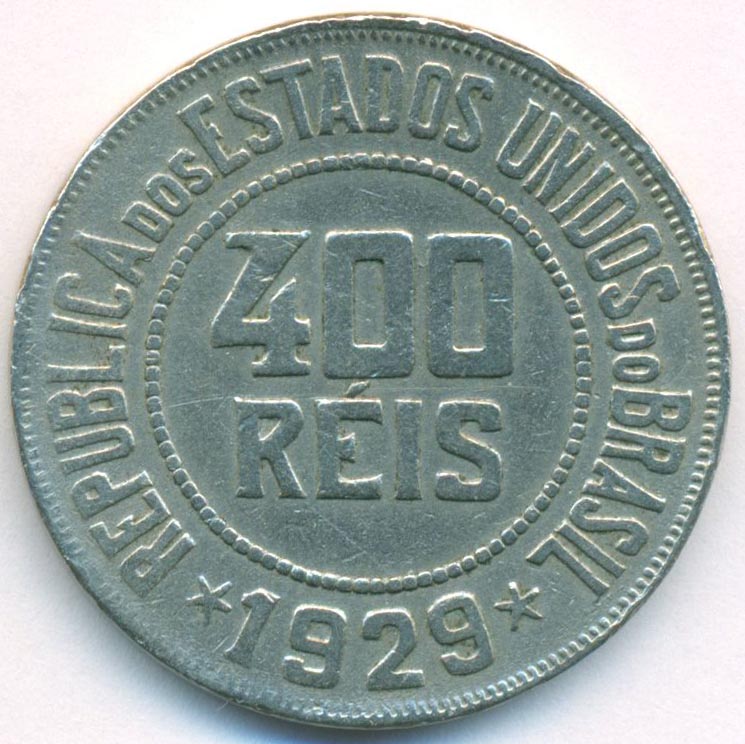 REPUBLICA DOS ESTADOS UNIDOS DO BRASIL
400
RÉIS
★ 1929 ★